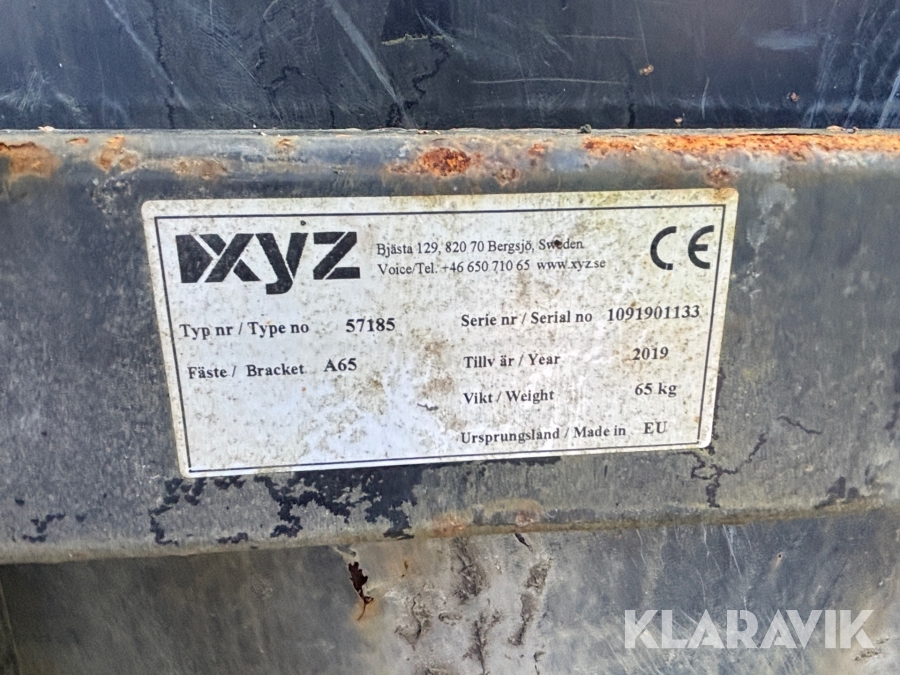 xyz
Bjästa 129, 820 70 Bergsjö, Sweden
Voice/Tel. +46 650 710 65 www.xyz.se
CE
Typ nr / Type no 57185
Serie nr / Serial no 1091901133
Fäste / Bracket A65
Tillv år / Year 2019
Vikt / Weight 65 kg
Ursprungsland / Made in EU
KLARAVIK